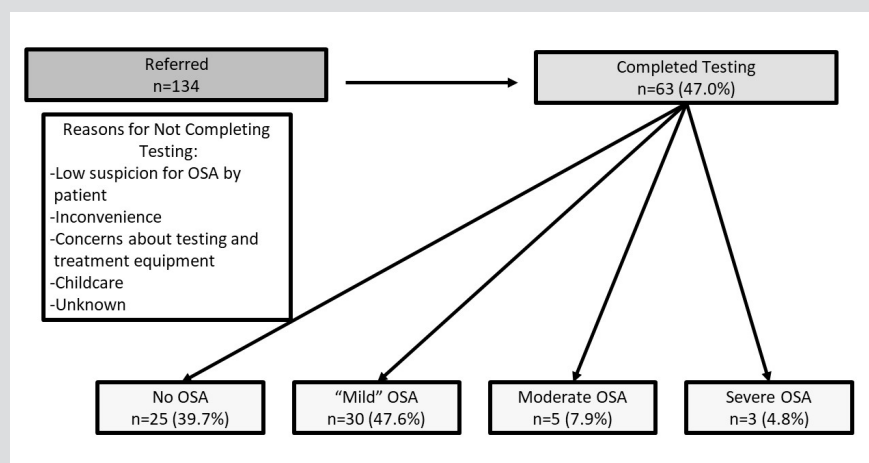 Referred
n=134
Completed Testing
n=63 (47.0%)
Reasons for Not Completing
Testing:
-Low suspicion for OSA by
patient
-Inconvenience
-Concerns about testing and
treatment equipment
-Childcare
-Unknown
No OSA
n=25 (39.7%)
“Mild” OSA
n=30 (47.6%)
Moderate OSA
n=5 (7.9%)
Severe OSA
n=3 (4.8%)